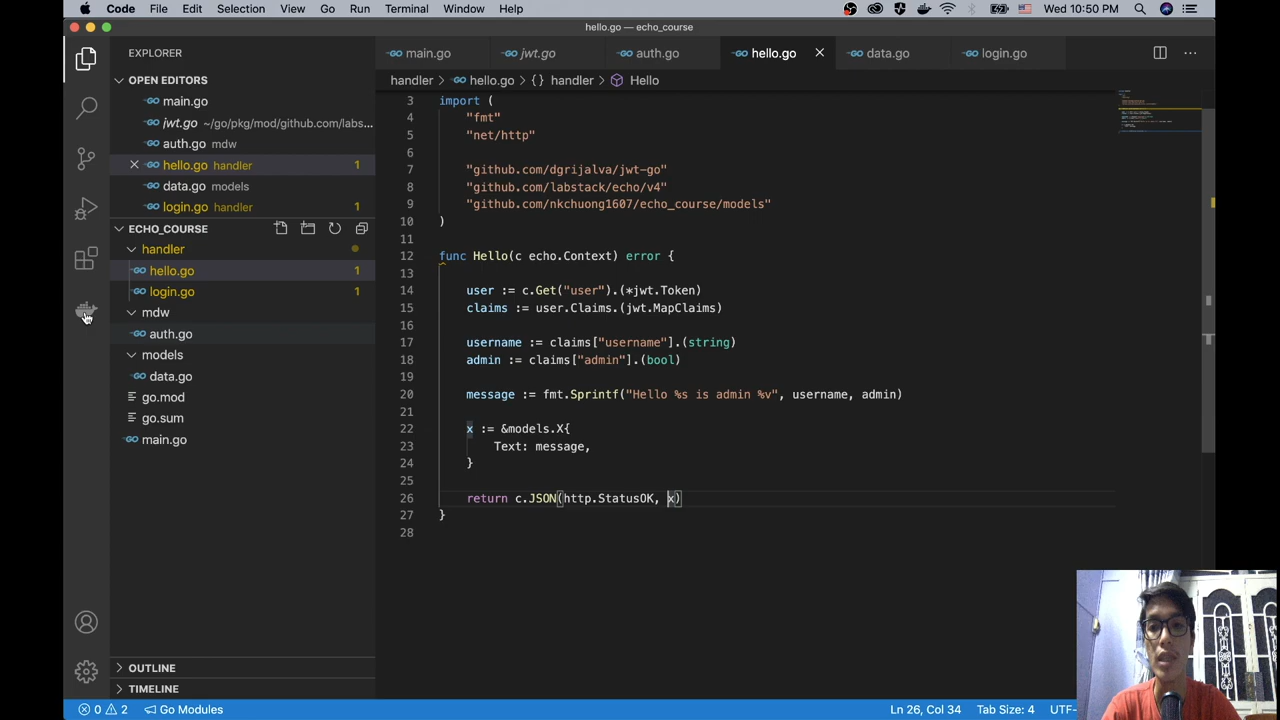 Code File Edit Selection View Go Run Terminal Window Help Wed 10:50 PM
hello.go — echo_course
EXPLORER
main.go jwt.go auth.go hello.go data.go login.go
OPEN EDITORS
handler > hello.go > {} handler > Hello
main.go
jwt.go ~/go/pkg/mod/github.com/labs...
auth.go mdw
hello.go handler 1
data.go models
login.go handler 1
ECHO_COURSE
handler
hello.go 1
login.go 1
mdw
auth.go
models
data.go
go.mod
go.sum
main.go
OUTLINE
TIMELINE
3 import (
4 "fmt"
5 "net/http"
6
7 "github.com/dgrijalva/jwt-go"
8 "github.com/labstack/echo/v4"
9 "github.com/nkchuong1607/echo_course/models"
10 )
11
12 func Hello(c echo.Context) error {
13
14 user := c.Get("user").(*jwt.Token)
15 claims := user.Claims.(jwt.MapClaims)
16
17 username := claims["username"].(string)
18 admin := claims["admin"].(bool)
19
20 message := fmt.Sprintf("Hello %s is admin %v", username, admin)
21
22 x := &models.X{
23 Text: message,
24 }
25
26 return c.JSON(http.StatusOK, x)
27 }
28
0 2 Go Modules Ln 26, Col 34 Tab Size: 4 UTF-